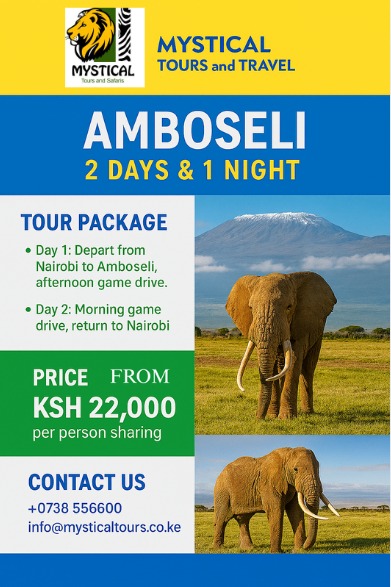 MYSTICAL
Tours and Safaris
MYSTICAL
TOURS and TRAVEL
AMBOSELI
2 DAYS & 1 NIGHT
TOUR PACKAGE
• Day 1: Depart from
Nairobi to Amboseli,
afternoon game drive.
• Day 2: Morning game
drive, return to Nairobi
PRICE FROM
KSH 22,000
per person sharing
CONTACT US
+0738 556600
info@mysticaltours.co.ke